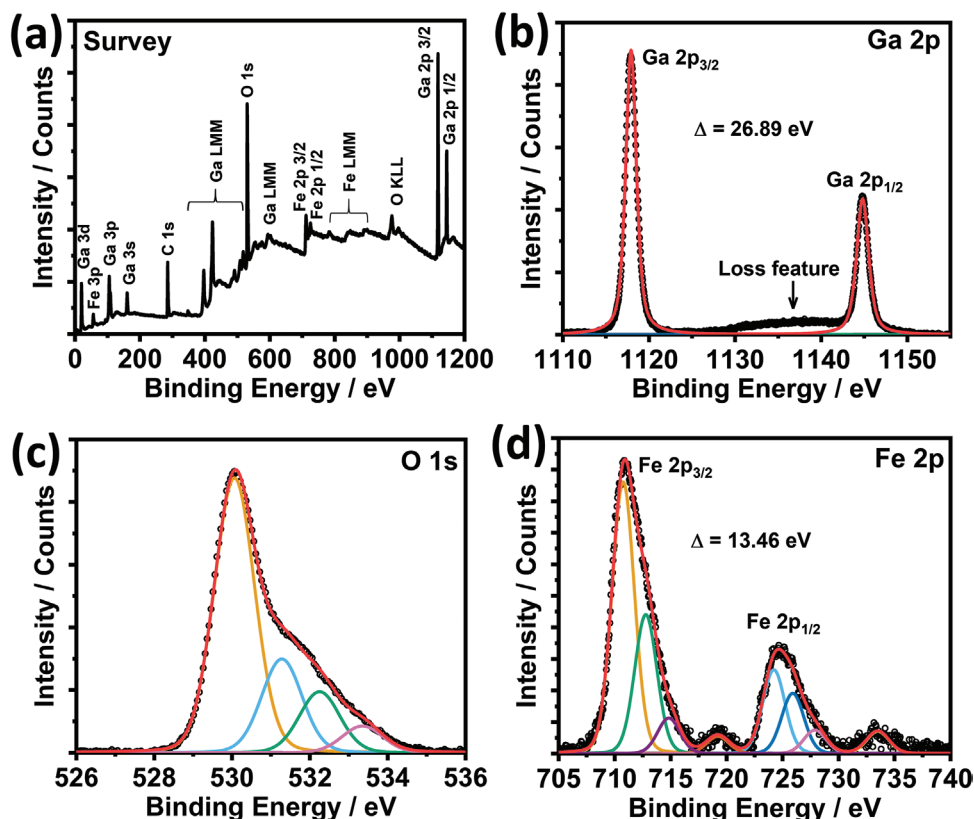 (a)
Survey
Intensity / Counts
Ga 3d
Fe 3p
Ga 3p
Ga 3s
C 1s
Ga LMM
O 1s
Ga LMM
Fe 2p 3/2
Fe 2p 1/2
Fe LMM
O KLL
Ga 2p 3/2
Ga 2p 1/2
0 200 400 600 800 1000 1200
Binding Energy / eV
(b)
Ga 2p
Intensity / Counts
Ga 2p3/2
Δ = 26.89 eV
Ga 2p1/2
Loss feature
1110 1120 1130 1140 1150
Binding Energy / eV
(c)
O 1s
Intensity / Counts
526 528 530 532 534 536
Binding Energy / eV
(d)
Fe 2p
Intensity / Counts
Fe 2p3/2
Δ = 13.46 eV
Fe 2p1/2
705 710 715 720 725 730 735 740
Binding Energy / eV